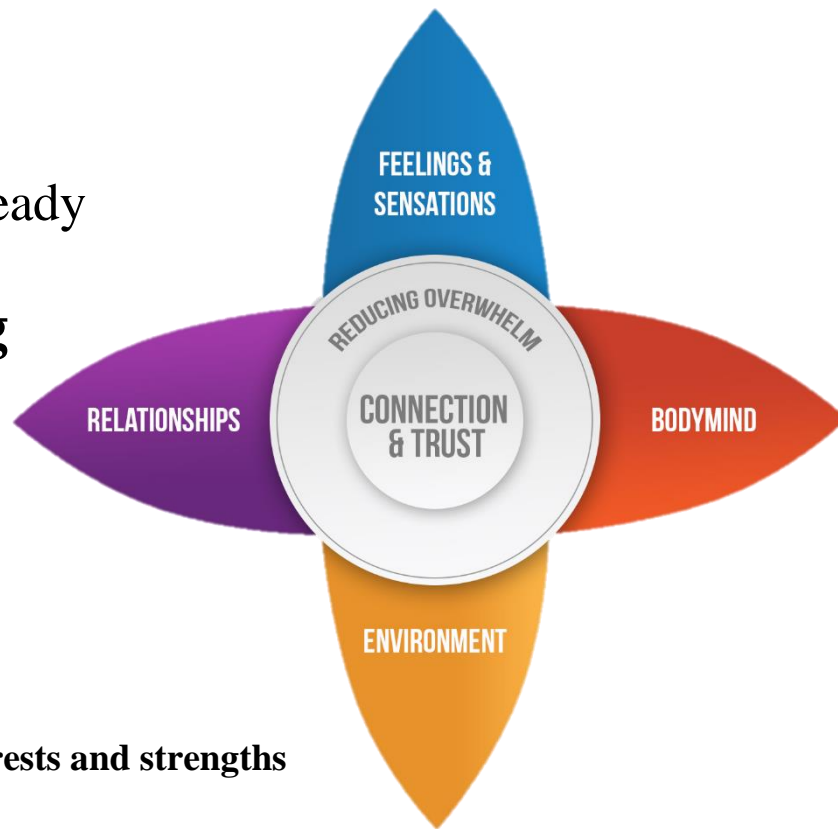 FEELINGS &
SENSATIONS
eady
REDUCING OVERWHELM
g
RELATIONSHIPS
CONNECTION
& TRUST
BODYMIND
ENVIRONMENT
rests and strengths